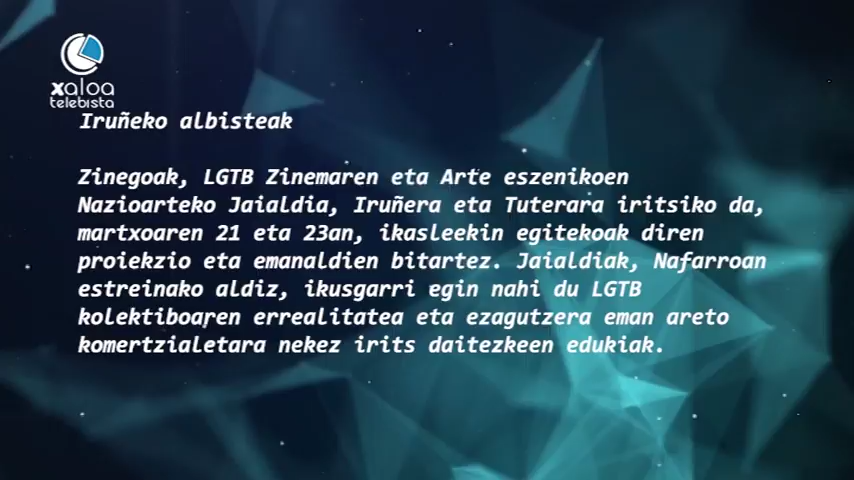 xaloa
telebista
Iruñeko albisteak
Zinegoak, LGTB Zinemaren eta Arte eszenikoen
Nazioarteko Jaialdia, Iruñera eta Tuterara iritsiko da,
martxoaren 21 eta 23an, ikasleekin egitekoak diren
proiekzio eta emanaldien bitartez. Jaialdiak, Nafarroan
estreinako aldiz, ikusgarri egin nahi du LGTB
kolektiboaren errealitatea eta ezagutzera eman areto
komertzialetara nekez irits daitezkeen edukiak.